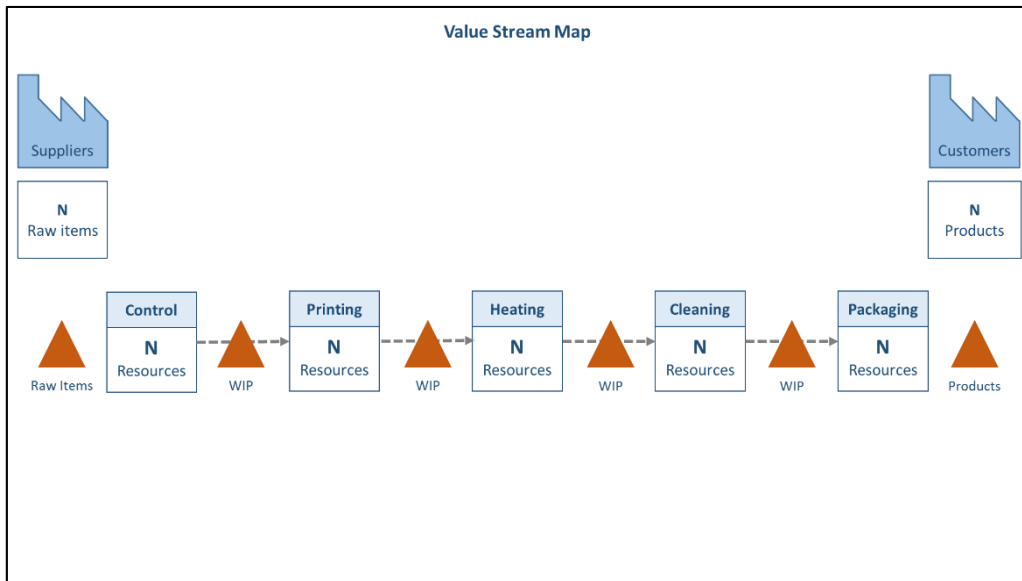 Value Stream Map
Suppliers
Customers
N
Raw items
N
Products
Control
Printing
Heating
Cleaning
Packaging
N
Resources
N
Resources
N
Resources
N
Resources
N
Resources
Raw Items
WIP
WIP
WIP
WIP
Products